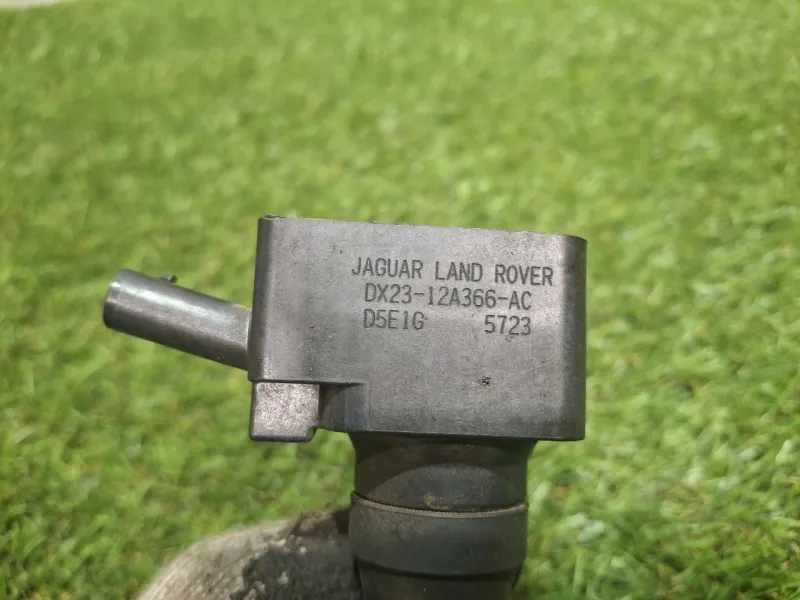 JAGUAR LAND ROVER
DX23-12A366-AC
D5E1G 5723